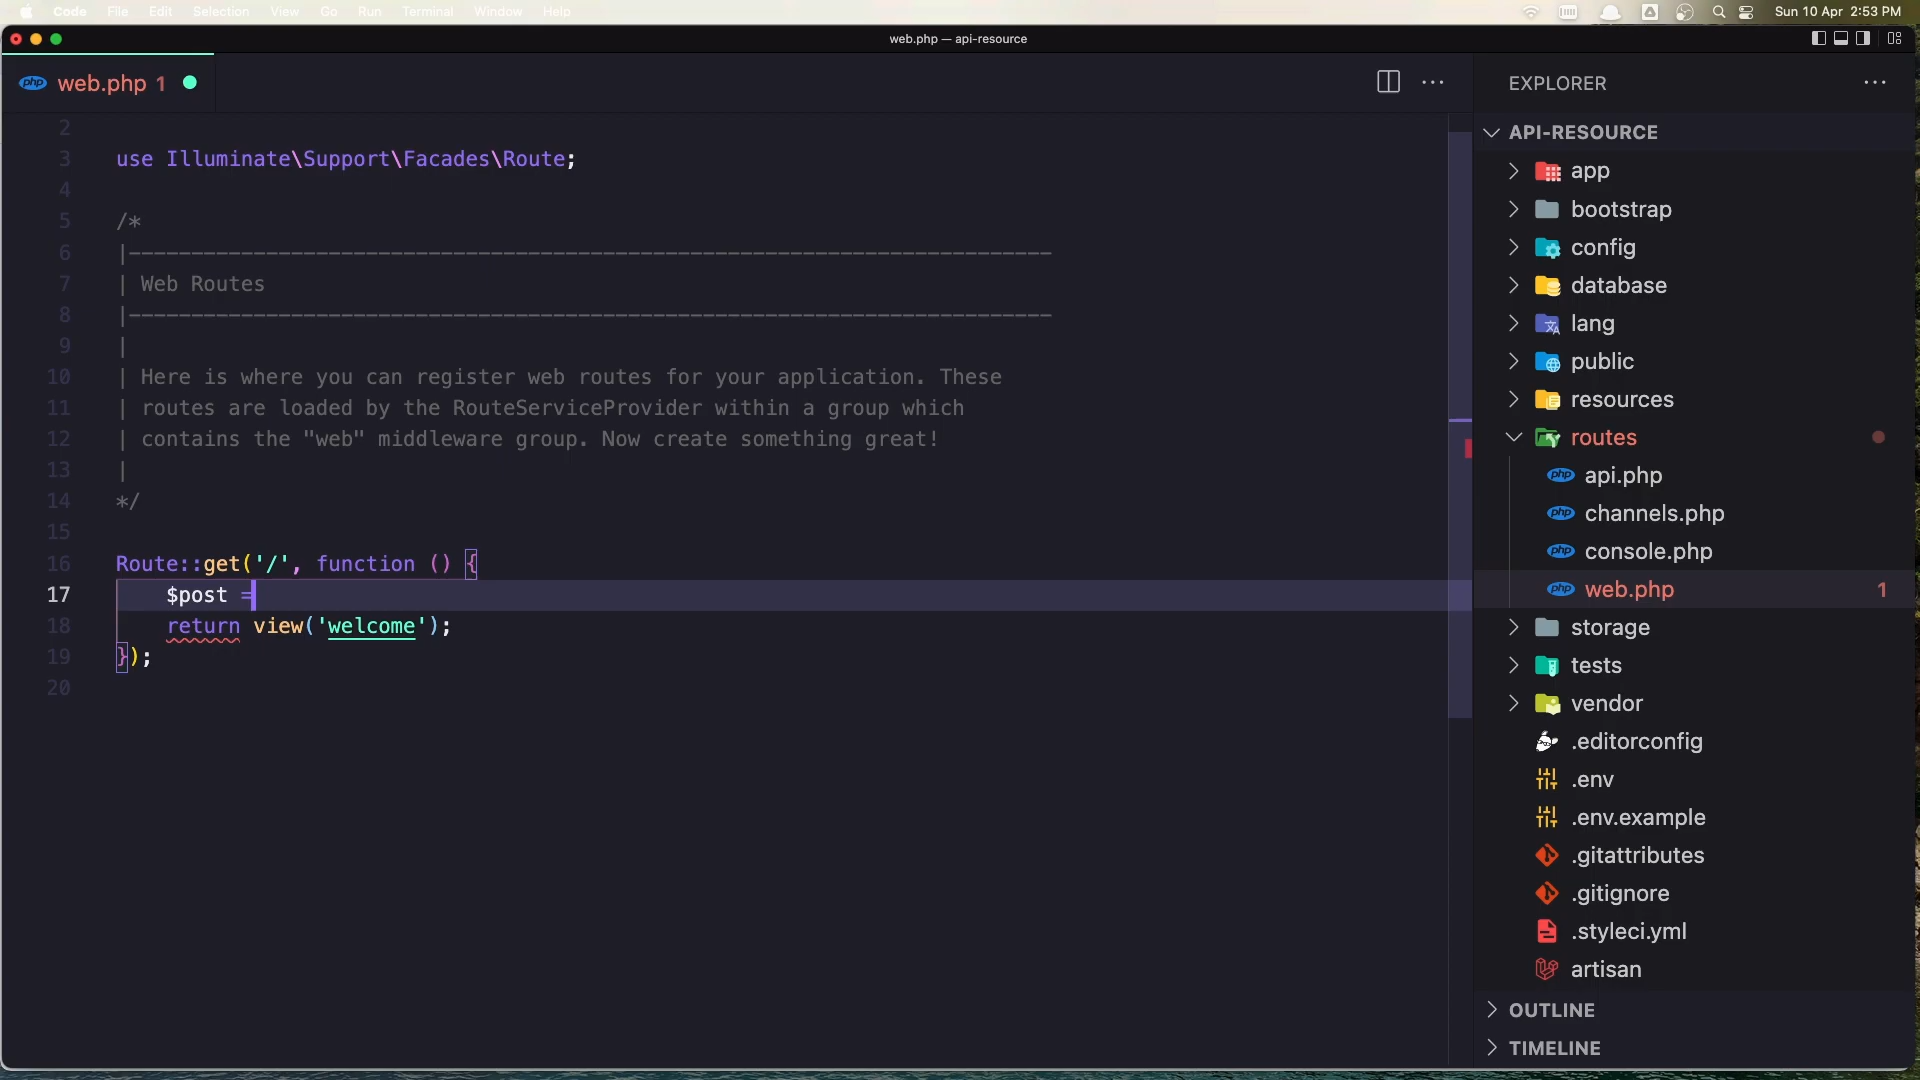 Code File Edit Selection View Go Run Terminal Window Help
Sun 10 Apr 2:53 PM
web.php — api-resource
php web.php 1
EXPLORER
API-RESOURCE
2
3 use Illuminate\Support\Facades\Route;
4
5 /*
6 |--------------------------------------------------------------------------
7 | Web Routes
8 |--------------------------------------------------------------------------
9 |
10 | Here is where you can register web routes for your application. These
11 | routes are loaded by the RouteServiceProvider within a group which
12 | contains the "web" middleware group. Now create something great!
13 |
14 */
15
16 Route::get('/', function () {
17 $post =
18 return view('welcome');
19 });
20
app
bootstrap
config
database
lang
public
resources
routes
php api.php
php channels.php
php console.php
php web.php 1
storage
tests
vendor
.editorconfig
.env
.env.example
.gitattributes
.gitignore
.styleci.yml
artisan
OUTLINE
TIMELINE